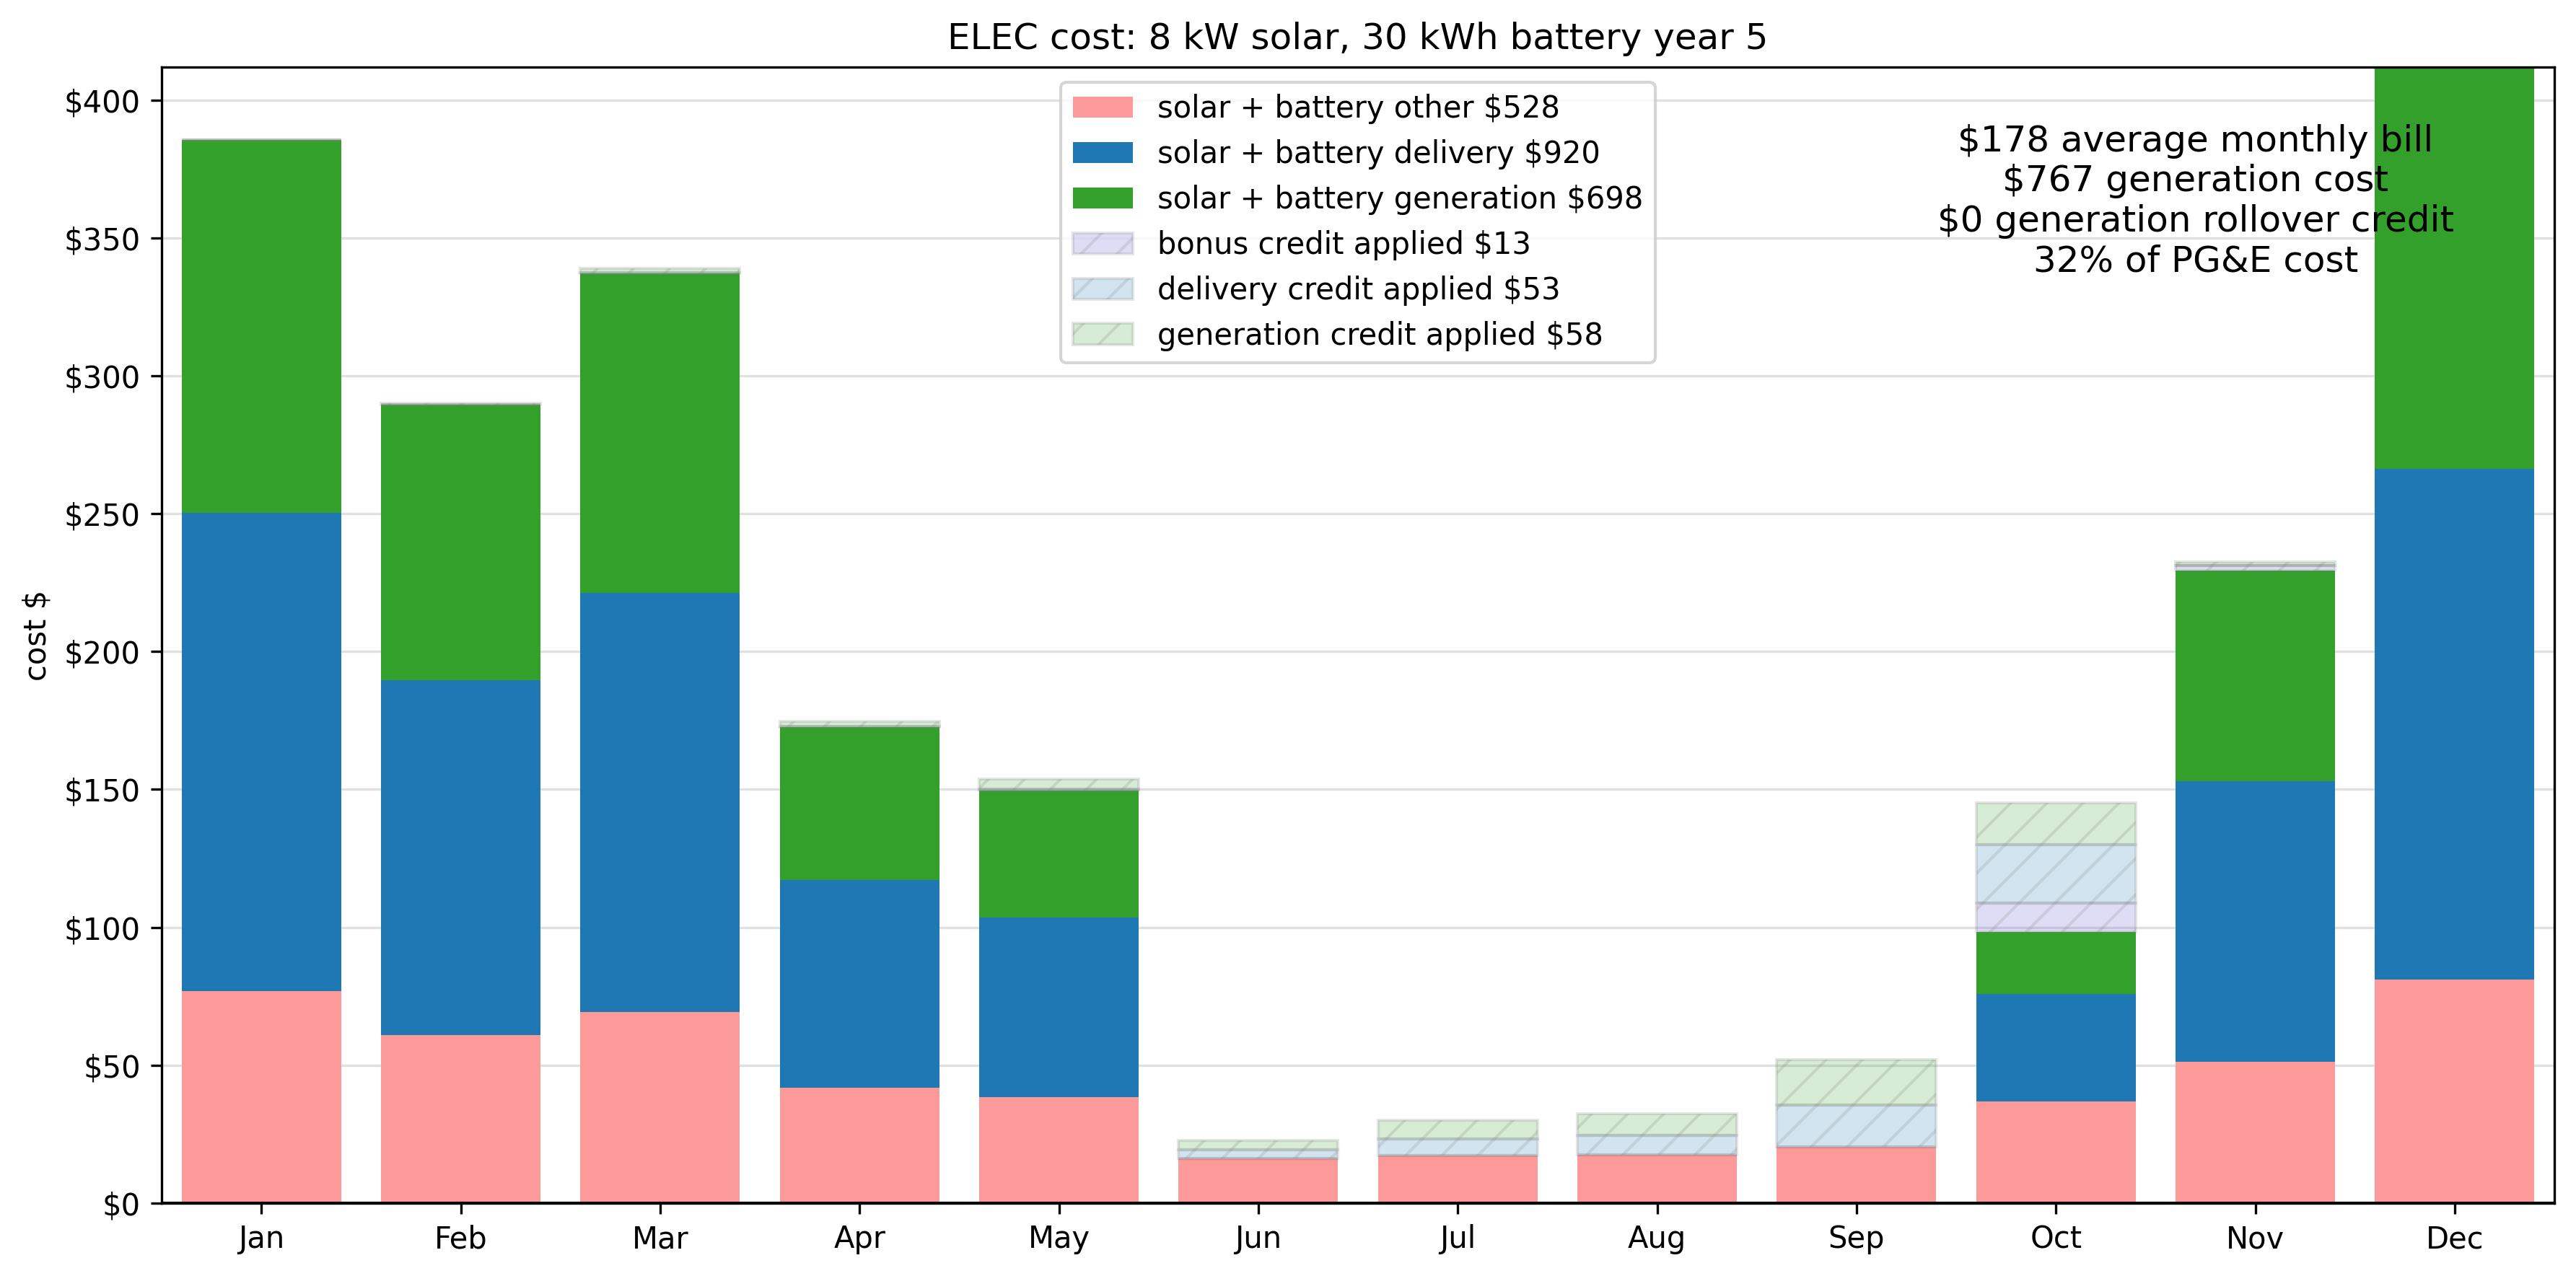 ELEC cost: 8 kW solar, 30 kWh battery year 5
solar + battery other $528
solar + battery delivery $920
solar + battery generation $698
bonus credit applied $13
delivery credit applied $53
generation credit applied $58
$178 average monthly bill
$767 generation cost
$0 generation rollover credit
32% of PG&E cost
cost $
$400
$350
$300
$250
$200
$150
$100
$50
$0
Jan Feb Mar Apr May Jun Jul Aug Sep Oct Nov Dec